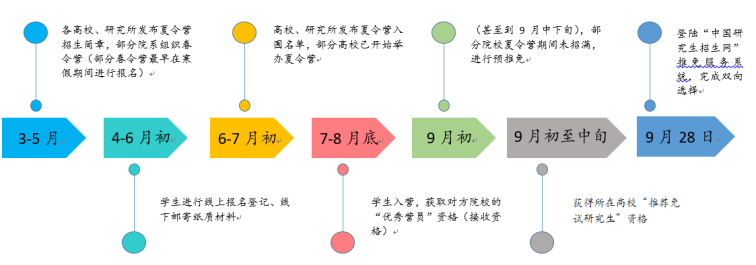 各高校、研究所发布夏令营
招生简章，部分院系组织春
令营（部分春令营最早在寒
假期间进行报名）
高校、研究所发布夏令营入
围名单，部分高校已开始举
办夏令营
（甚至到 9 月中下旬），部
分院校夏令营期间未招满，
进行预推免
登陆“中国研
究生招生网”
推免服务系
统，完成双向
选择
3-5 月
4-6 月初
6-7 月初
7-8 月底
9 月初
9 月初至中旬
9 月 28 日
学生进行线上报名登记、线
下邮寄纸质材料
学生入营，获取对方院校的
“优秀营员”资格（接收资
格）
获得所在高校“推荐免
试研究生”资格